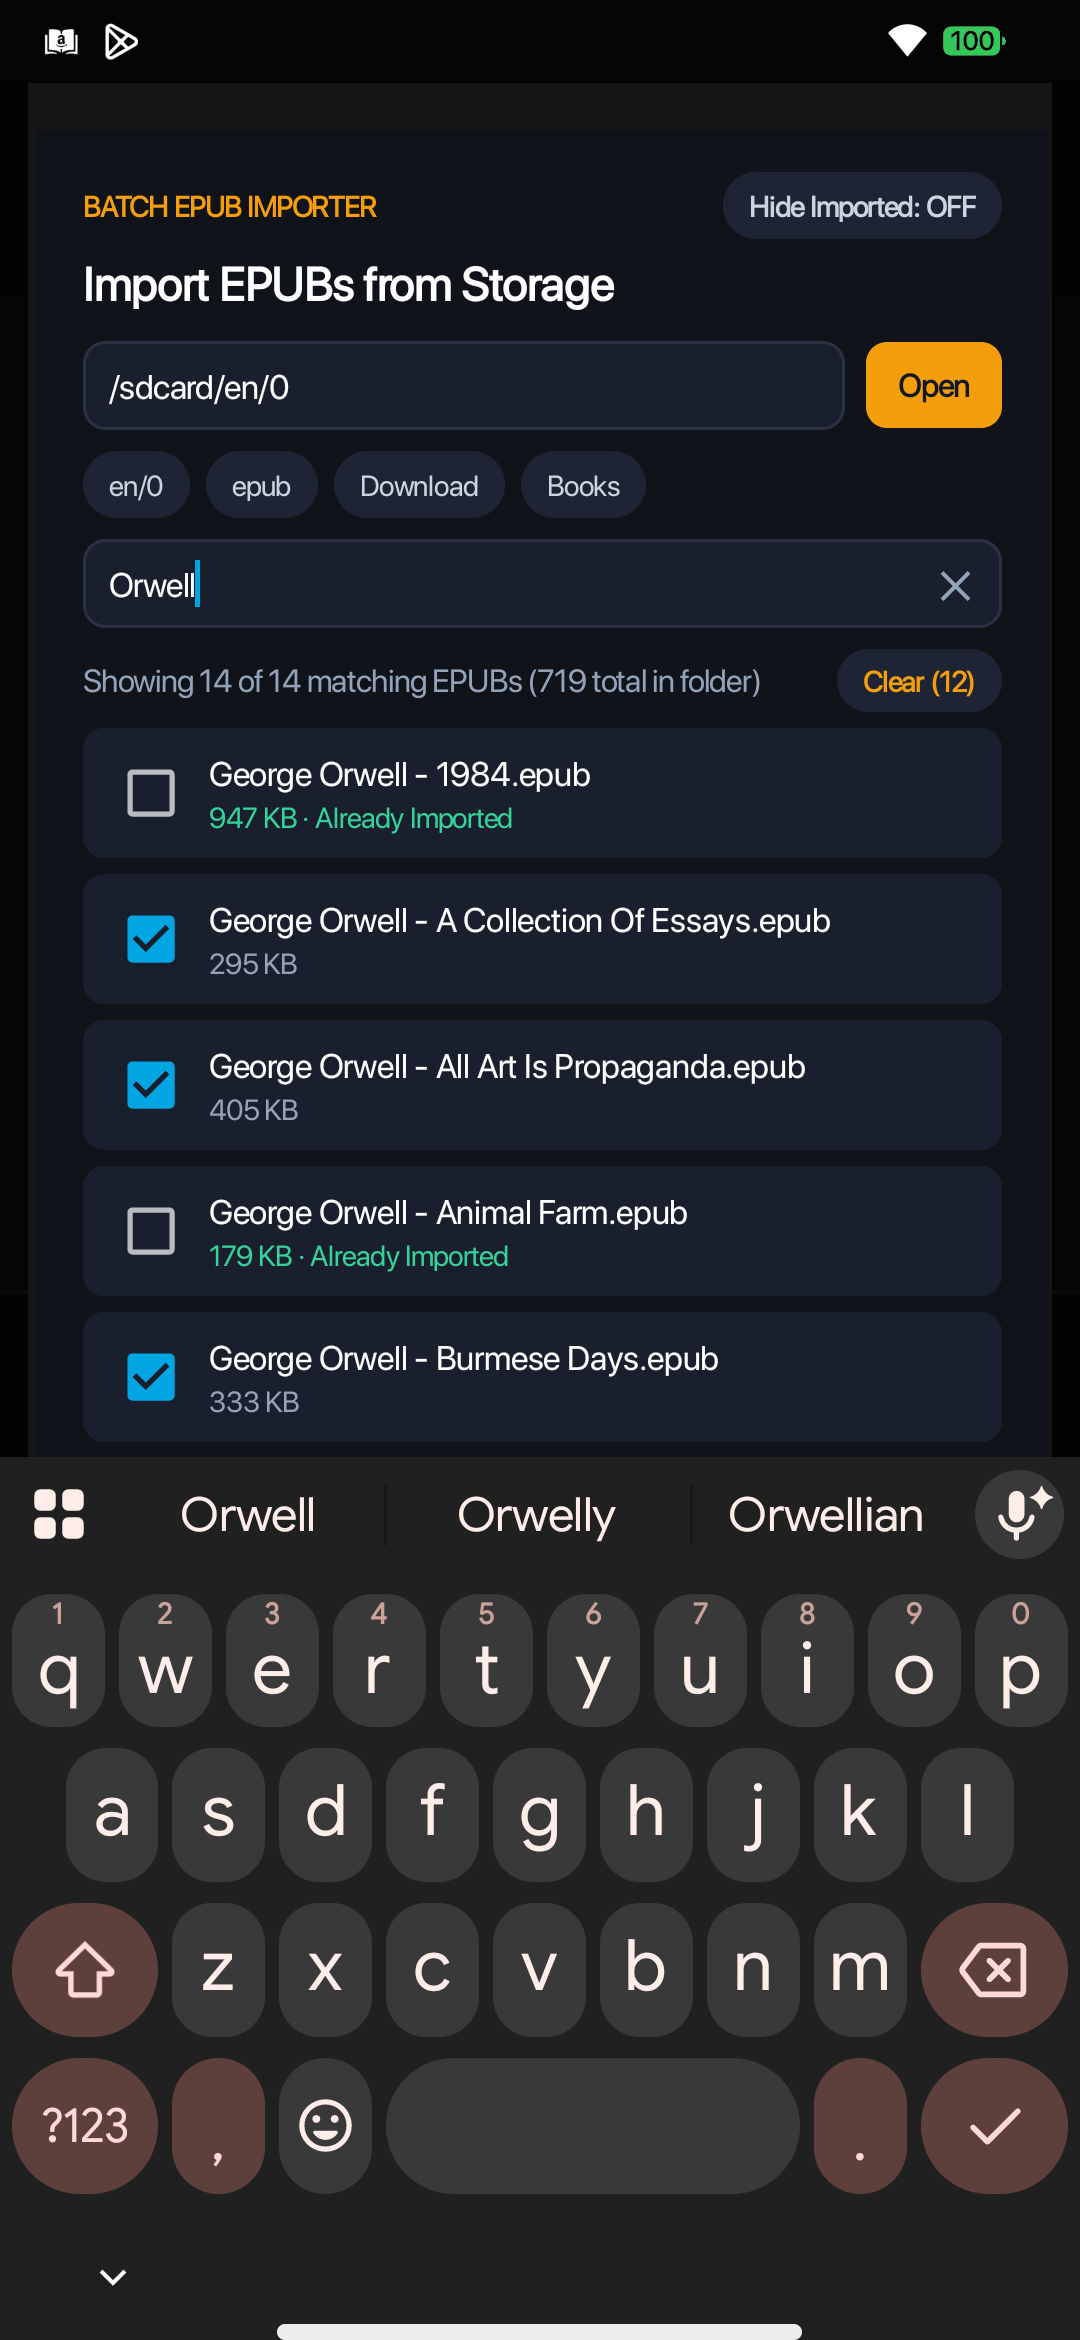 100
BATCH EPUB IMPORTER
Hide Imported: OFF
Import EPUBs from Storage
/sdcard/en/0
Open
en/0
epub
Download
Books
Orwell
Showing 14 of 14 matching EPUBs (719 total in folder)
Clear (12)
George Orwell - 1984.epub
947 KB · Already Imported
George Orwell - A Collection Of Essays.epub
295 KB
George Orwell - All Art Is Propaganda.epub
405 KB
George Orwell - Animal Farm.epub
179 KB · Already Imported
George Orwell - Burmese Days.epub
333 KB
Orwell
Orwelly
Orwellian
1 2 3 4 5 6 7 8 9 0
q w e r t y u i o p
a s d f g h j k l
z x c v b n m
?123 , .